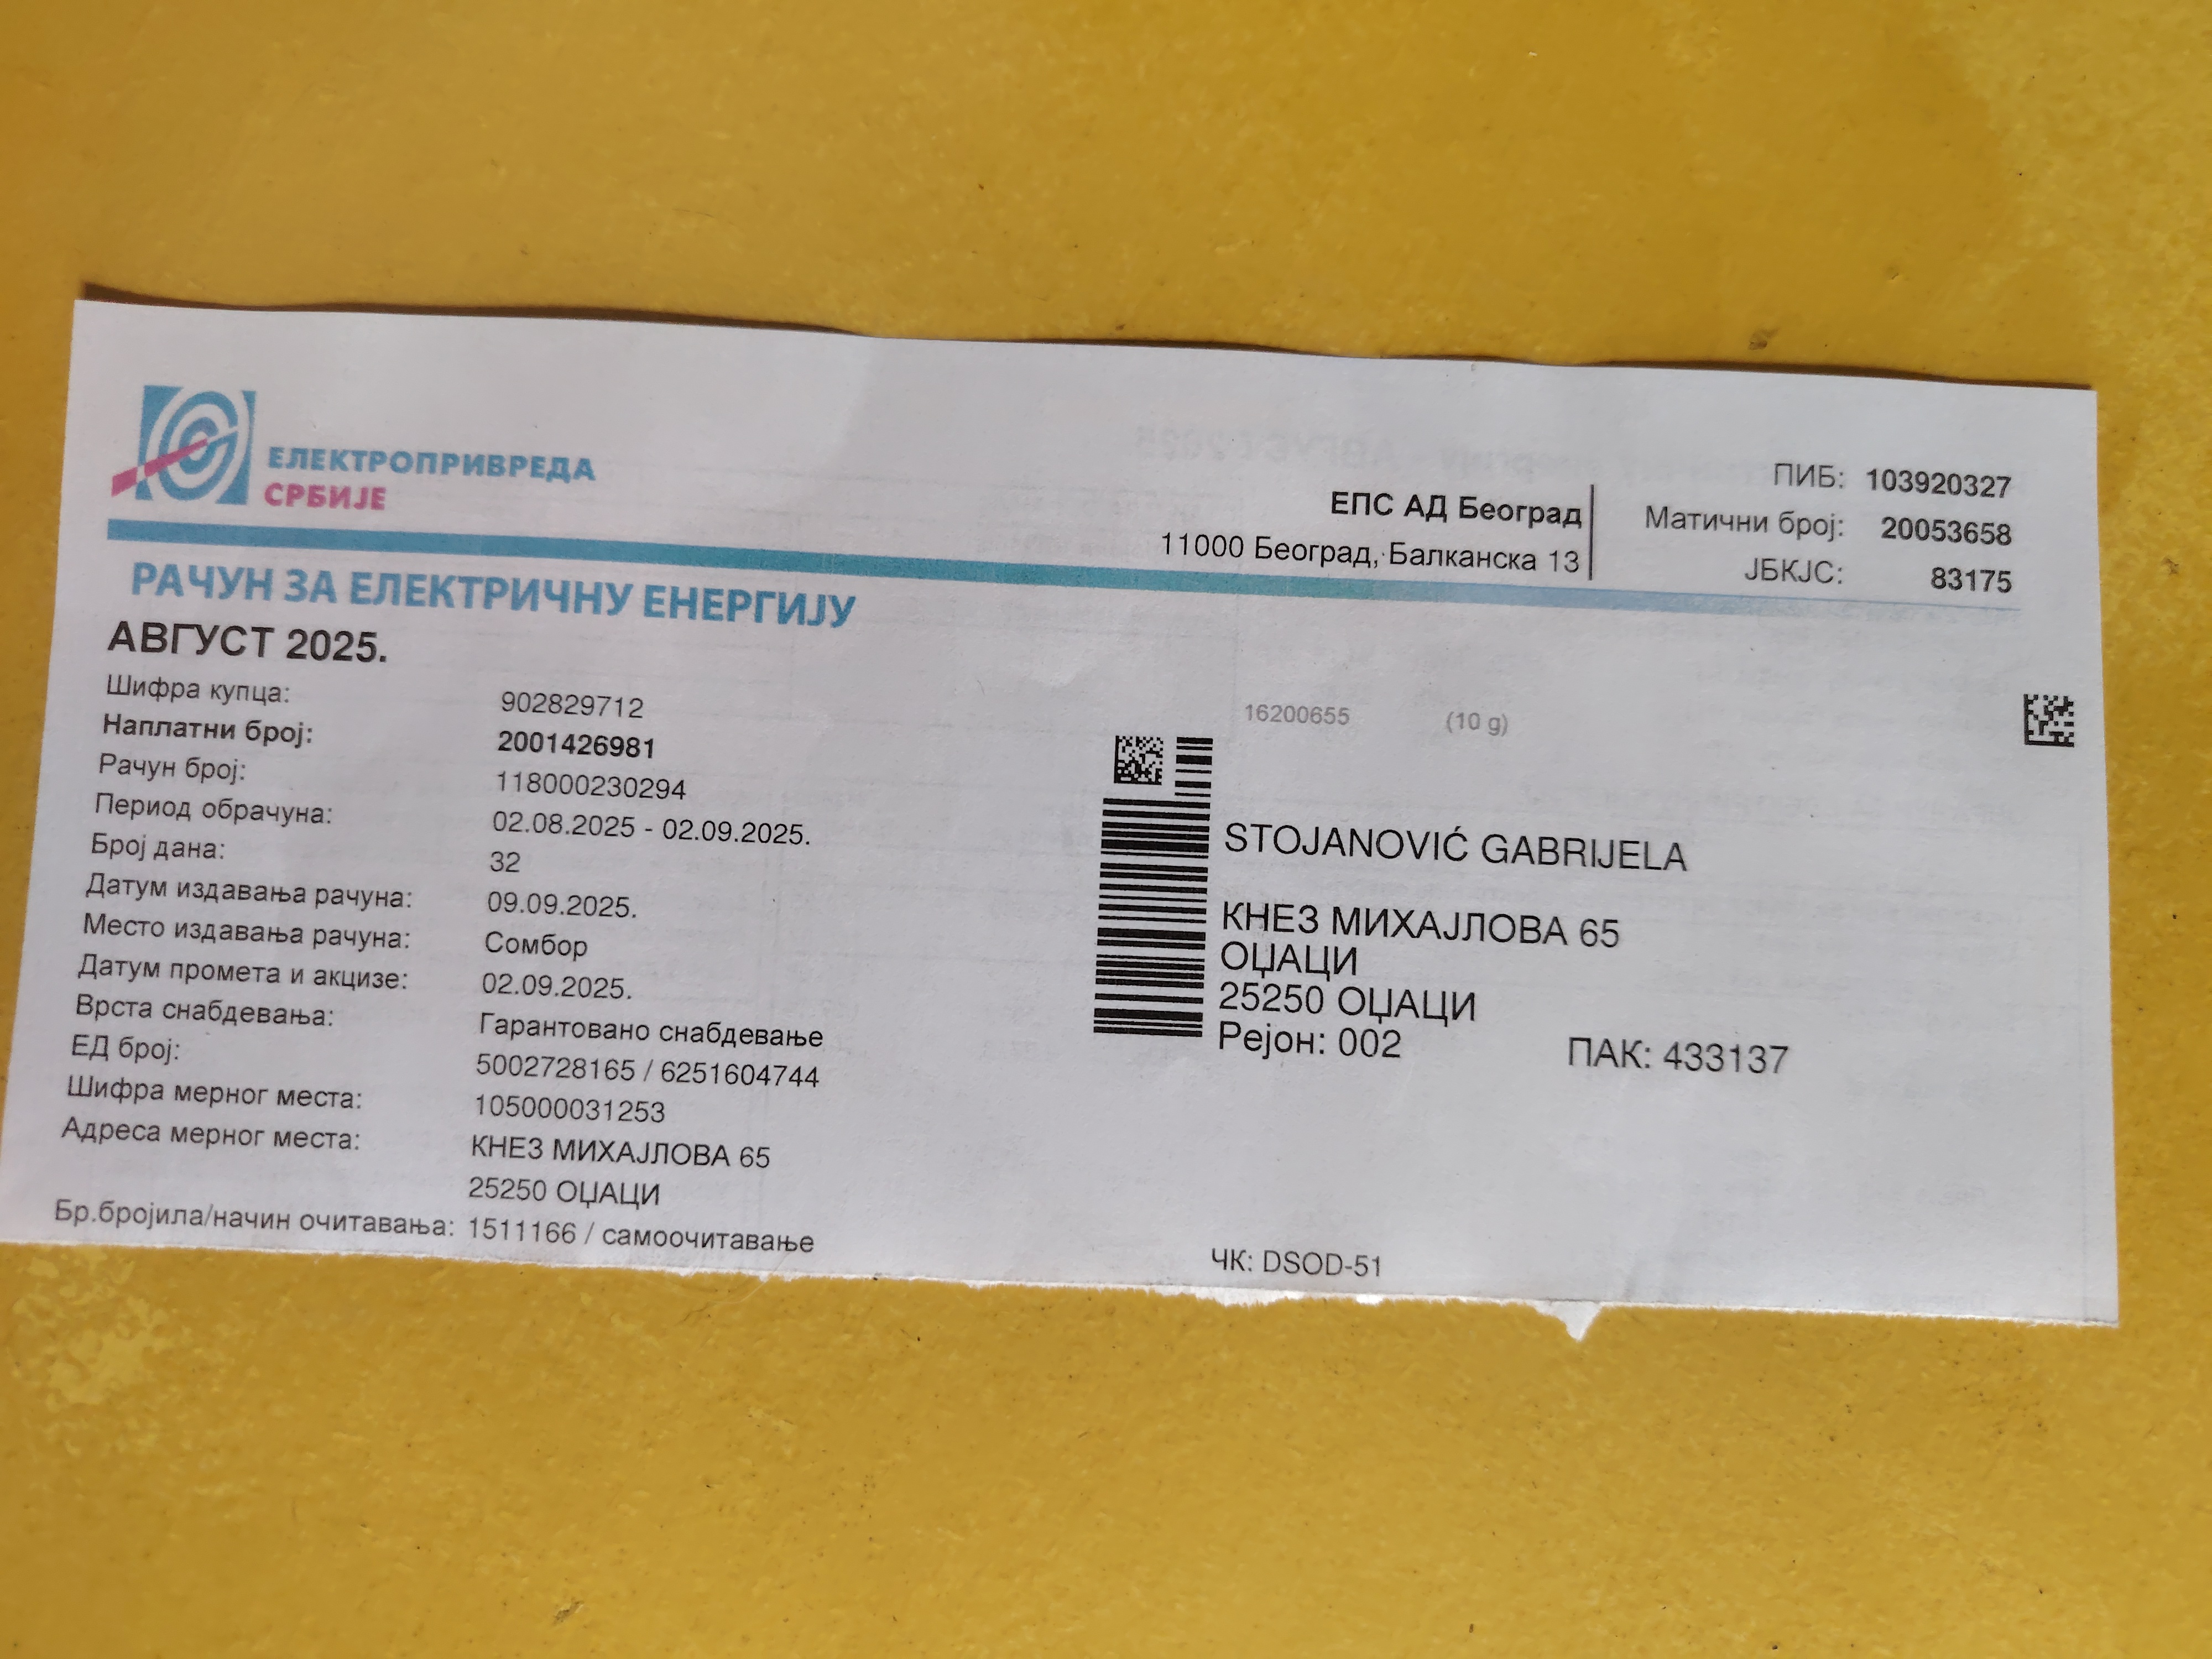 ЕЛЕКТРОПРИВРЕДА
СРБИЈЕ
ЕПС АД Београд
11000 Београд, Балканска 13
ПИБ: 103920327
Матични број: 20053658
ЈБКЈС: 83175
РАЧУН ЗА ЕЛЕКТРИЧНУ ЕНЕРГИЈУ
АВГУСТ 2025.
Шифра купца: 902829712
Наплатни број: 2001426981
Рачун број: 118000230294
Период обрачуна: 02.08.2025 - 02.09.2025.
Број дана: 32
Датум издавања рачуна: 09.09.2025.
Место издавања рачуна: Сомбор
Датум промета и акцизе: 02.09.2025.
Врста снабдевања: Гарантовано снабдевање
ЕД број: 5002728165 / 6251604744
Шифра мерног места: 105000031253
Адреса мерног места: КНЕЗ МИХАЈЛОВА 65
25250 ОЏАЦИ
Бр.бројила/начин очитавања: 1511166 / самоочитавање
16200655 (10 g)
STOJANOVIĆ GABRIJELA
КНЕЗ МИХАЈЛОВА 65
ОЏАЦИ
25250 ОЏАЦИ
Рејон: 002 ПАК: 433137
ЧК: DSOD-51